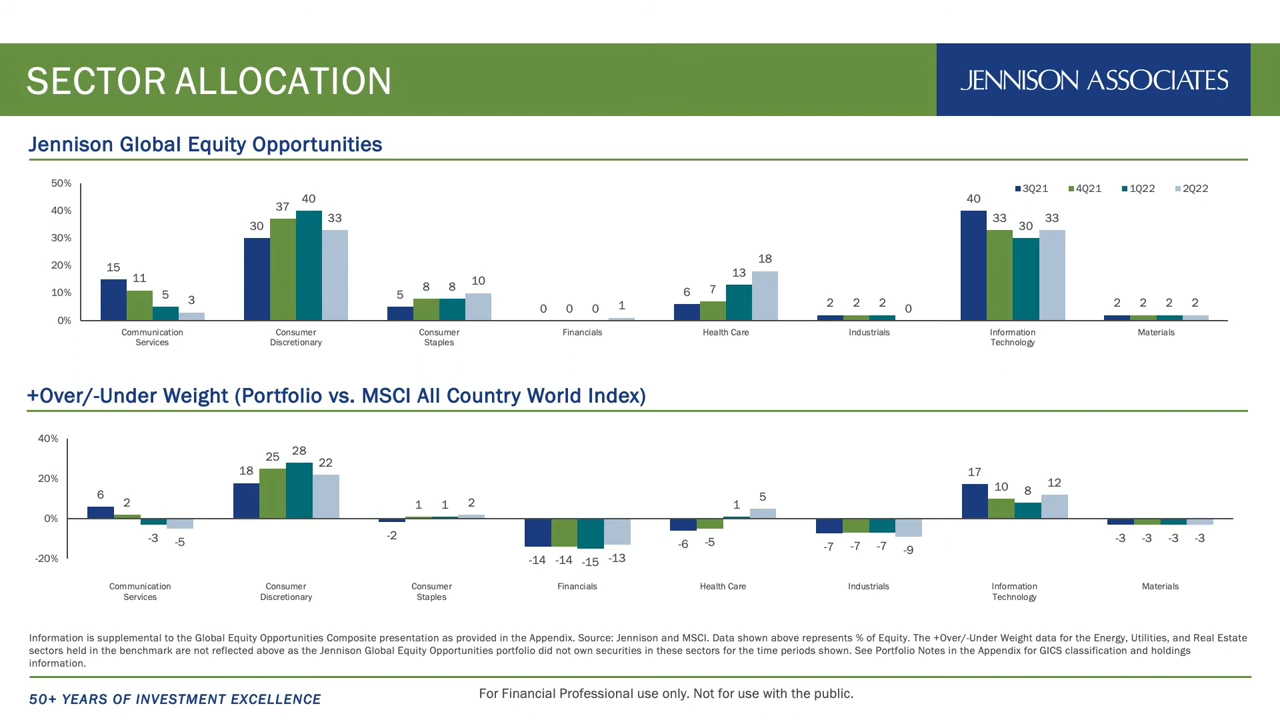 SECTOR ALLOCATION
JENNISON ASSOCIATES
Jennison Global Equity Opportunities
50%
40%
30%
20%
10%
0%
3Q21 4Q21 1Q22 2Q22
15 11 5 3
30 37 40 33
5 8 8 10
0 0 0 1
6 7 13 18
2 2 2 0
40 33 30 33
2 2 2 2
Communication
Services
Consumer
Discretionary
Consumer
Staples
Financials
Health Care
Industrials
Information
Technology
Materials
+Over/-Under Weight (Portfolio vs. MSCI All Country World Index)
40%
20%
0%
-20%
6 2 -3 -5
18 25 28 22
-2 1 1 2
-14 -14 -15 -13
-6 -5 1 5
-7 -7 -7 -9
17 10 8 12
-3 -3 -3 -3
Communication
Services
Consumer
Discretionary
Consumer
Staples
Financials
Health Care
Industrials
Information
Technology
Materials
Information is supplemental to the Global Equity Opportunities Composite presentation as provided in the Appendix. Source: Jennison and MSCI. Data shown above represents % of Equity. The +Over/-Under Weight data for the Energy, Utilities, and Real Estate
sectors held in the benchmark are not reflected above as the Jennison Global Equity Opportunities portfolio did not own securities in these sectors for the time periods shown. See Portfolio Notes in the Appendix for GICS classification and holdings
information.
50+ YEARS OF INVESTMENT EXCELLENCE
For Financial Professional use only. Not for use with the public.